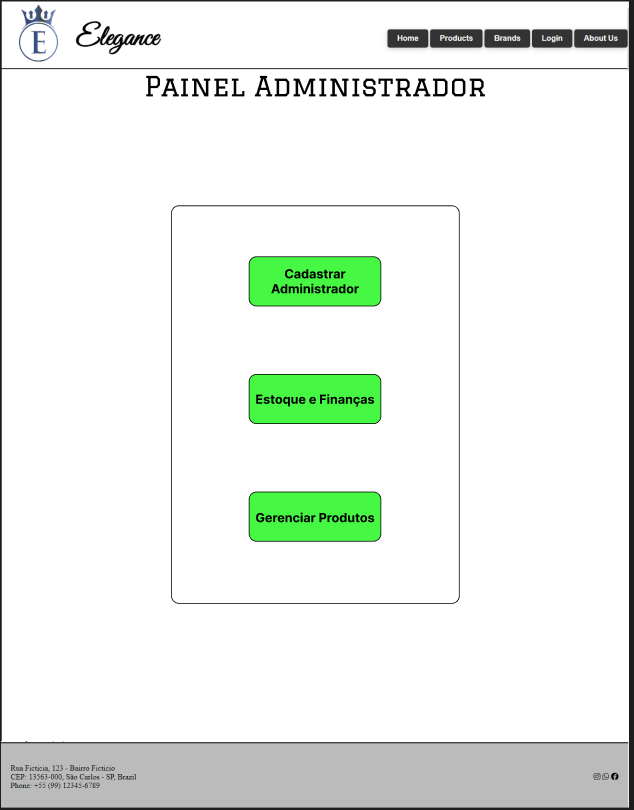 E
Elegance
Home
Products
Brands
Login
About Us
Painel Administrador
Cadastrar
Administrador
Estoque e Finanças
Gerenciar Produtos
Rua Ficticia, 123 - Bairro Ficticio
CEP: 13563-000, São Carlos - SP, Brazil
Phone: +55 (99) 12345-6789